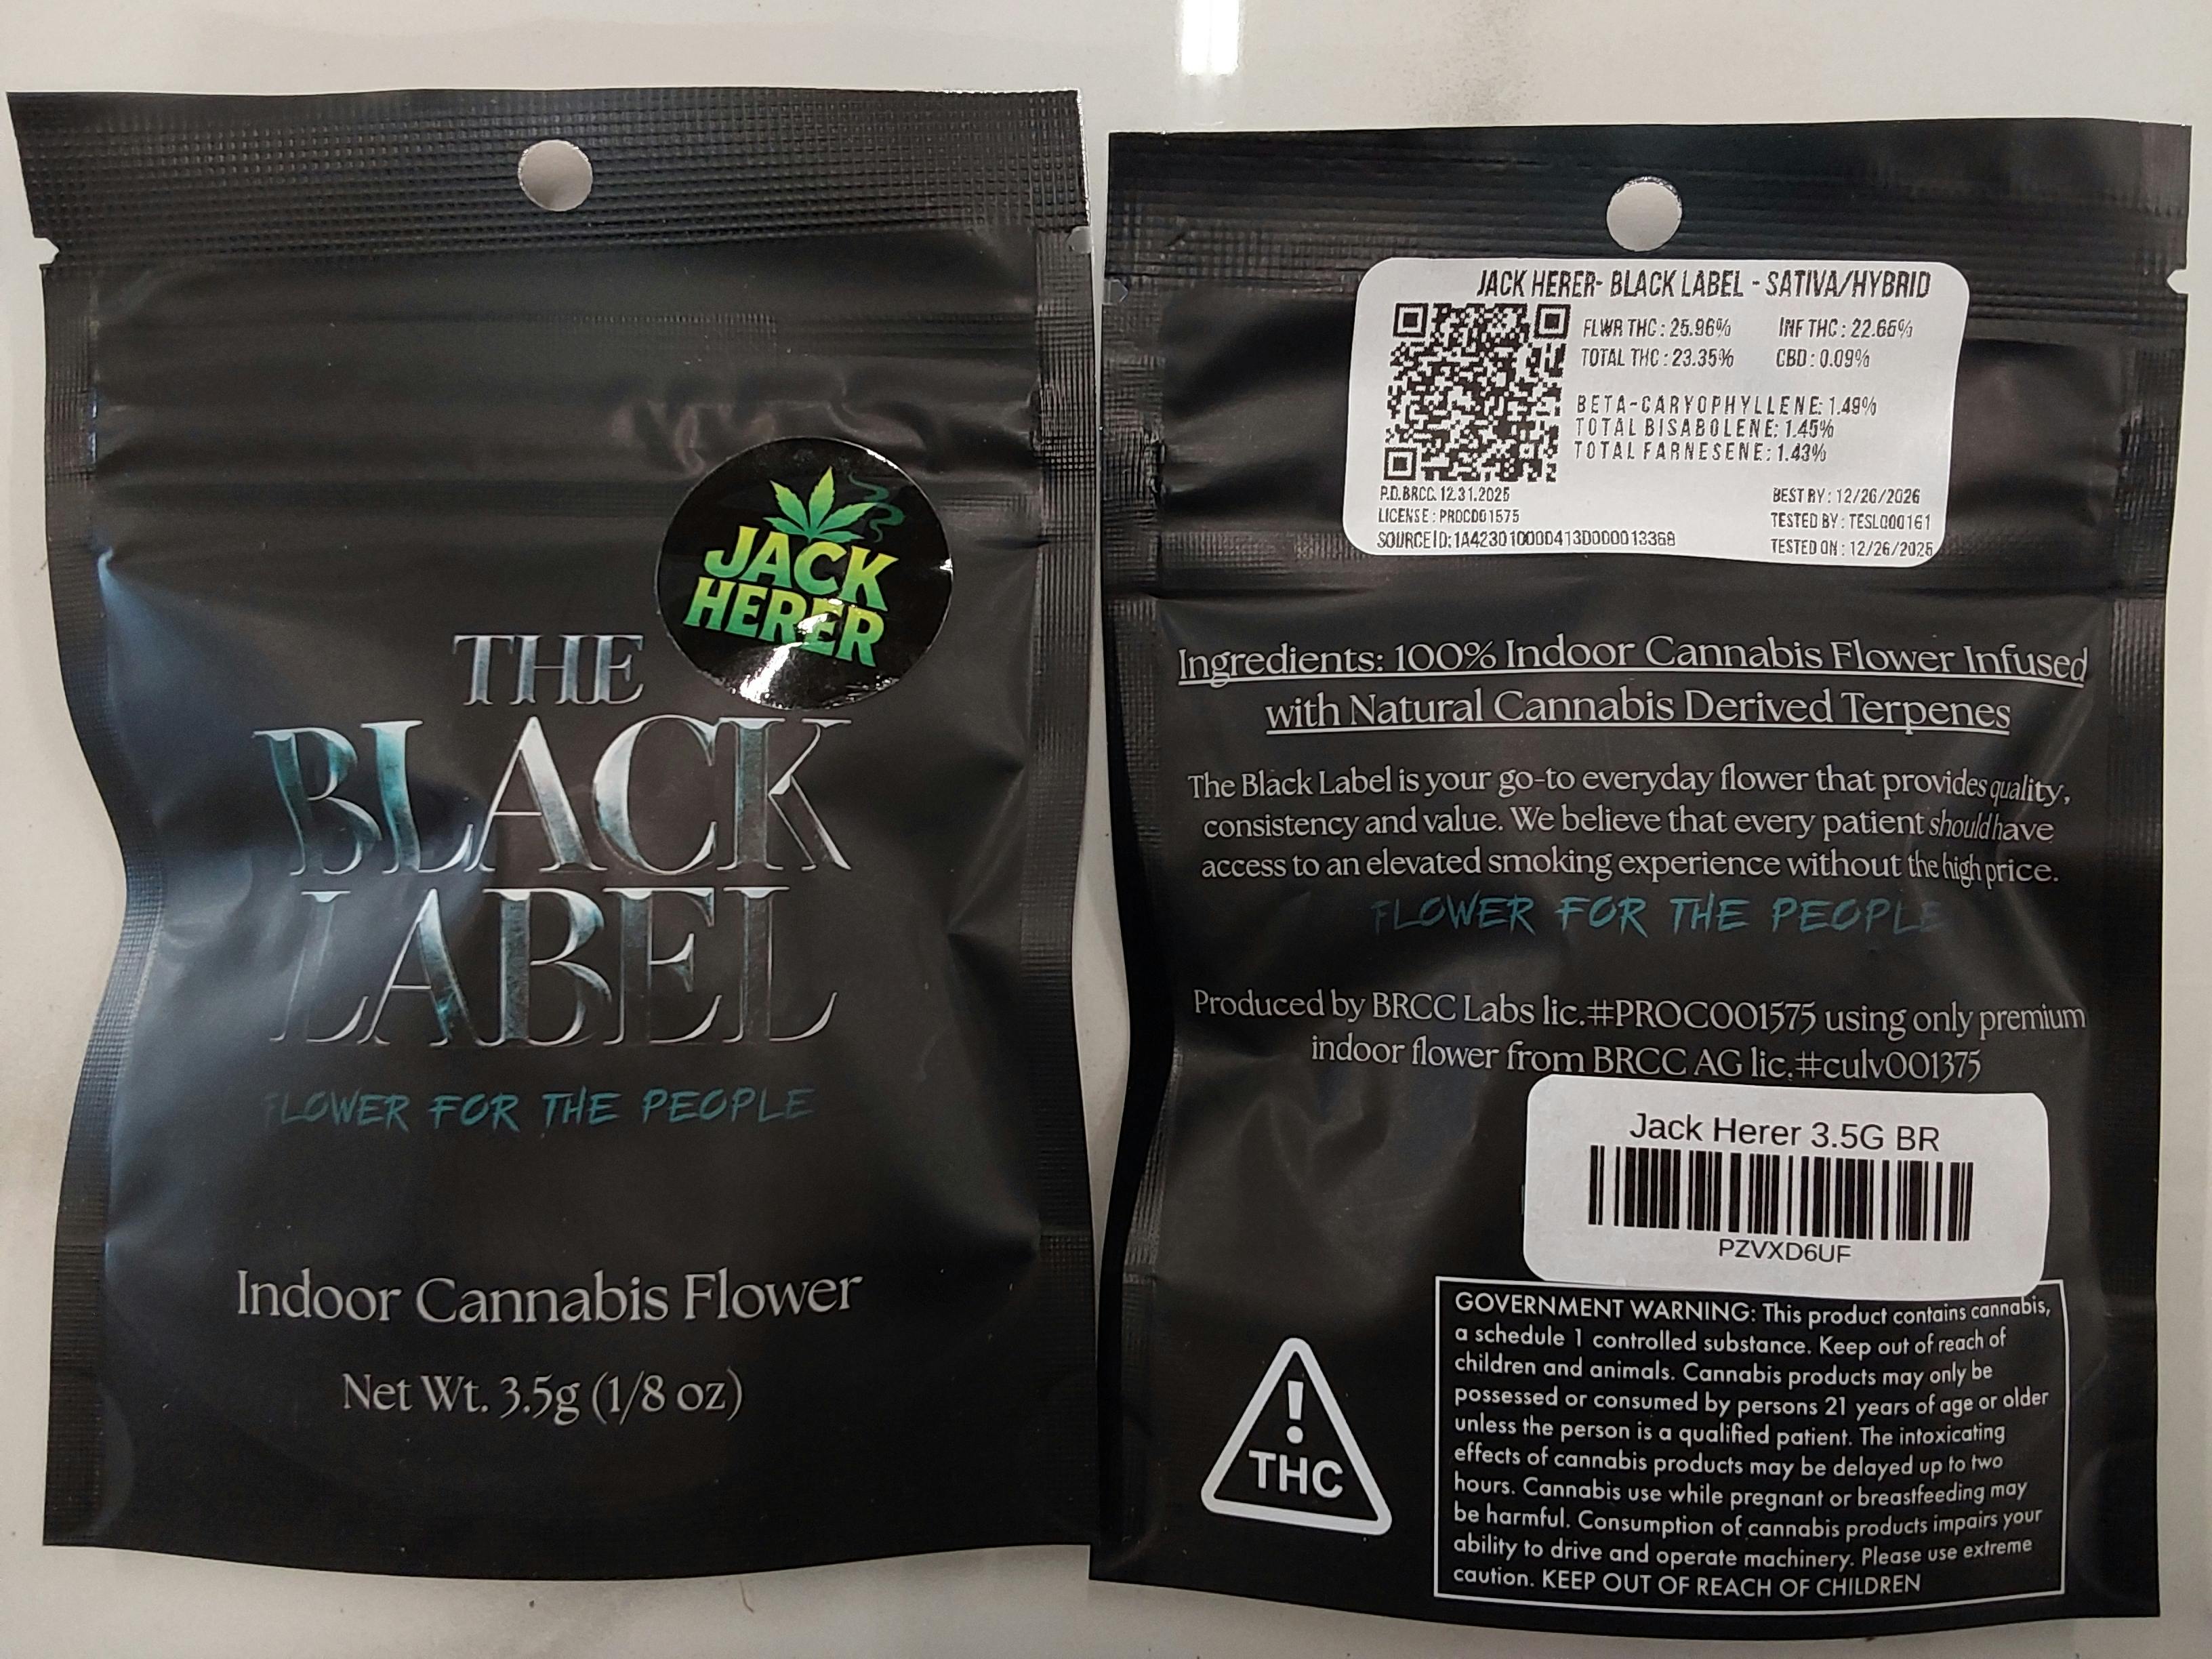 JACK
HERER
THE
BLACK
LABEL
FLOWER FOR THE PEOPLE
Indoor Cannabis Flower
Net Wt. 3.5g (1/8 oz)
JACK HERER- BLACK LABEL - SATIVA/HYBRID
FLWR THC : 25.96% INF THC : 22.66%
TOTAL THC : 23.35% CBD : 0.09%
BETA-CARYOPHYLLENE: 1.49%
TOTAL BISABOLENE: 1.45%
TOTAL FARNESENE: 1.43%
P.D. BRCC. 12.31.2025
LICENSE : PROC001575
SOURCE ID: 1A423010000413D000013368
BEST BY : 12/26/2026
TESTED BY : TESL000161
TESTED ON : 12/26/2025
Ingredients: 100% Indoor Cannabis Flower Infused
with Natural Cannabis Derived Terpenes
The Black Label is your go-to everyday flower that provides quality,
consistency and value. We believe that every patient should have
access to an elevated smoking experience without the high price.
FLOWER FOR THE PEOPLE
Produced by BRCC Labs lic.#PROC001575 using only premium
indoor flower from BRCC AG lic.#culv001375
Jack Herer 3.5G BR
PZVXD6UF
!
THC
GOVERNMENT WARNING: This product contains cannabis,
a schedule 1 controlled substance. Keep out of reach of
children and animals. Cannabis products may only be
possessed or consumed by persons 21 years of age or older
unless the person is a qualified patient. The intoxicating
effects of cannabis products may be delayed up to two
hours. Cannabis use while pregnant or breastfeeding may
be harmful. Consumption of cannabis products impairs your
ability to drive and operate machinery. Please use extreme
caution. KEEP OUT OF REACH OF CHILDREN